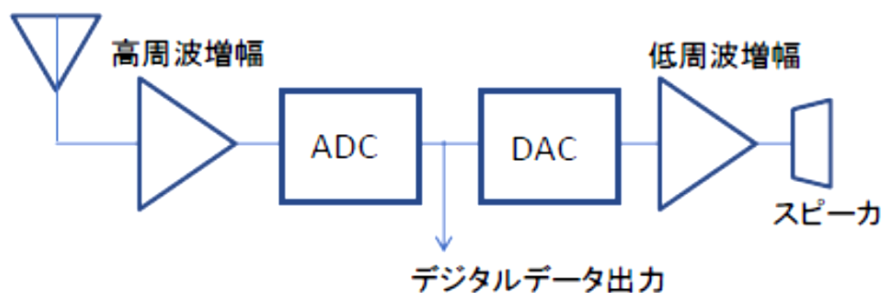 高周波増幅
ADC
DAC
低周波増幅
スピーカ
デジタルデータ出力